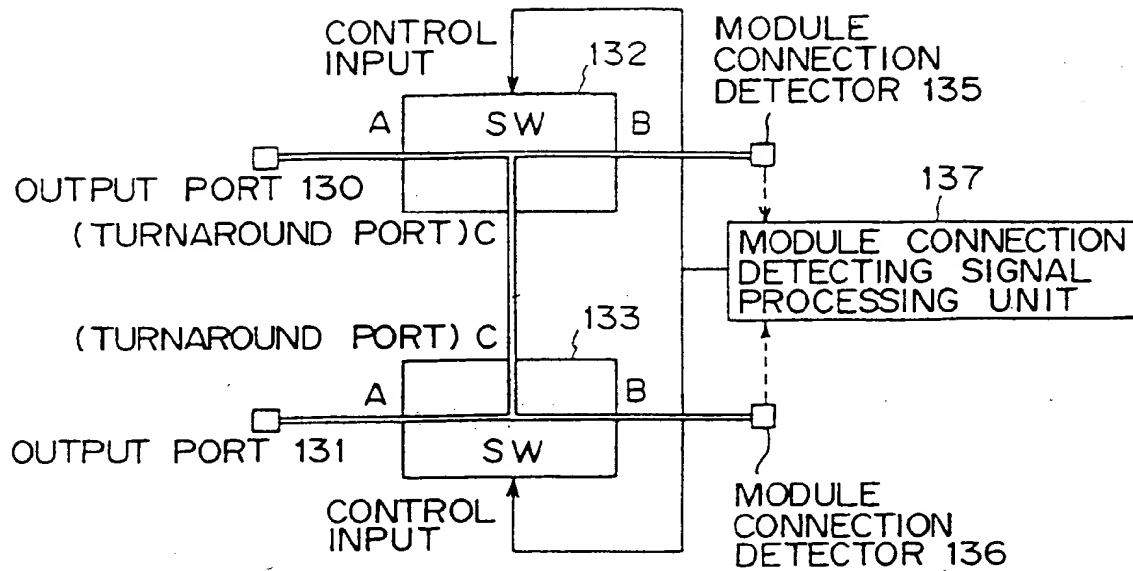 CONTROL
INPUT
132
MODULE
CONNECTION
DETECTOR 135
A
SW
B
OUTPUT PORT 130
(TURNAROUND PORT) C
137
MODULE CONNECTION
DETECTING SIGNAL
PROCESSING UNIT
(TURNAROUND PORT) C
133
A
B
OUTPUT PORT 131
SW
CONTROL
INPUT
MODULE
CONNECTION
DETECTOR 136